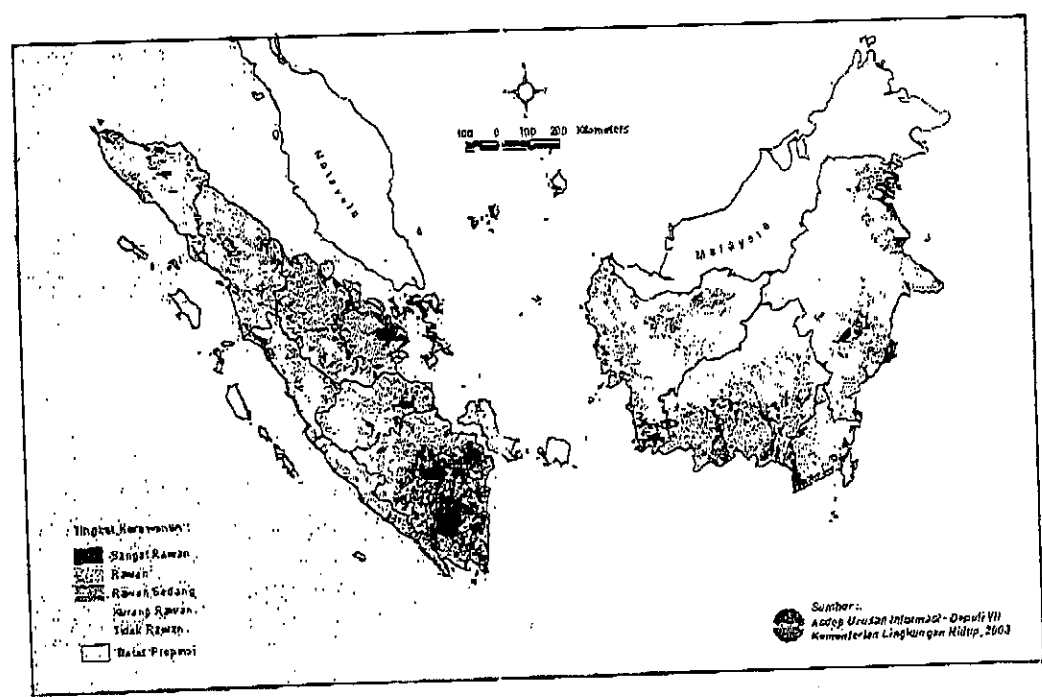 100 0 100 200 Kilometers
Malaysia
Malaysia
Tingkat Kerawanan :
Sangat Rawan
Rawan
Rawan Sedang
Kurang Rawan
Tidak Rawan
Batas Propinsi
Sumber :
Asdep Urusan Informasi - Deputi VII
Kementerian Lingkungan Hidup, 2003